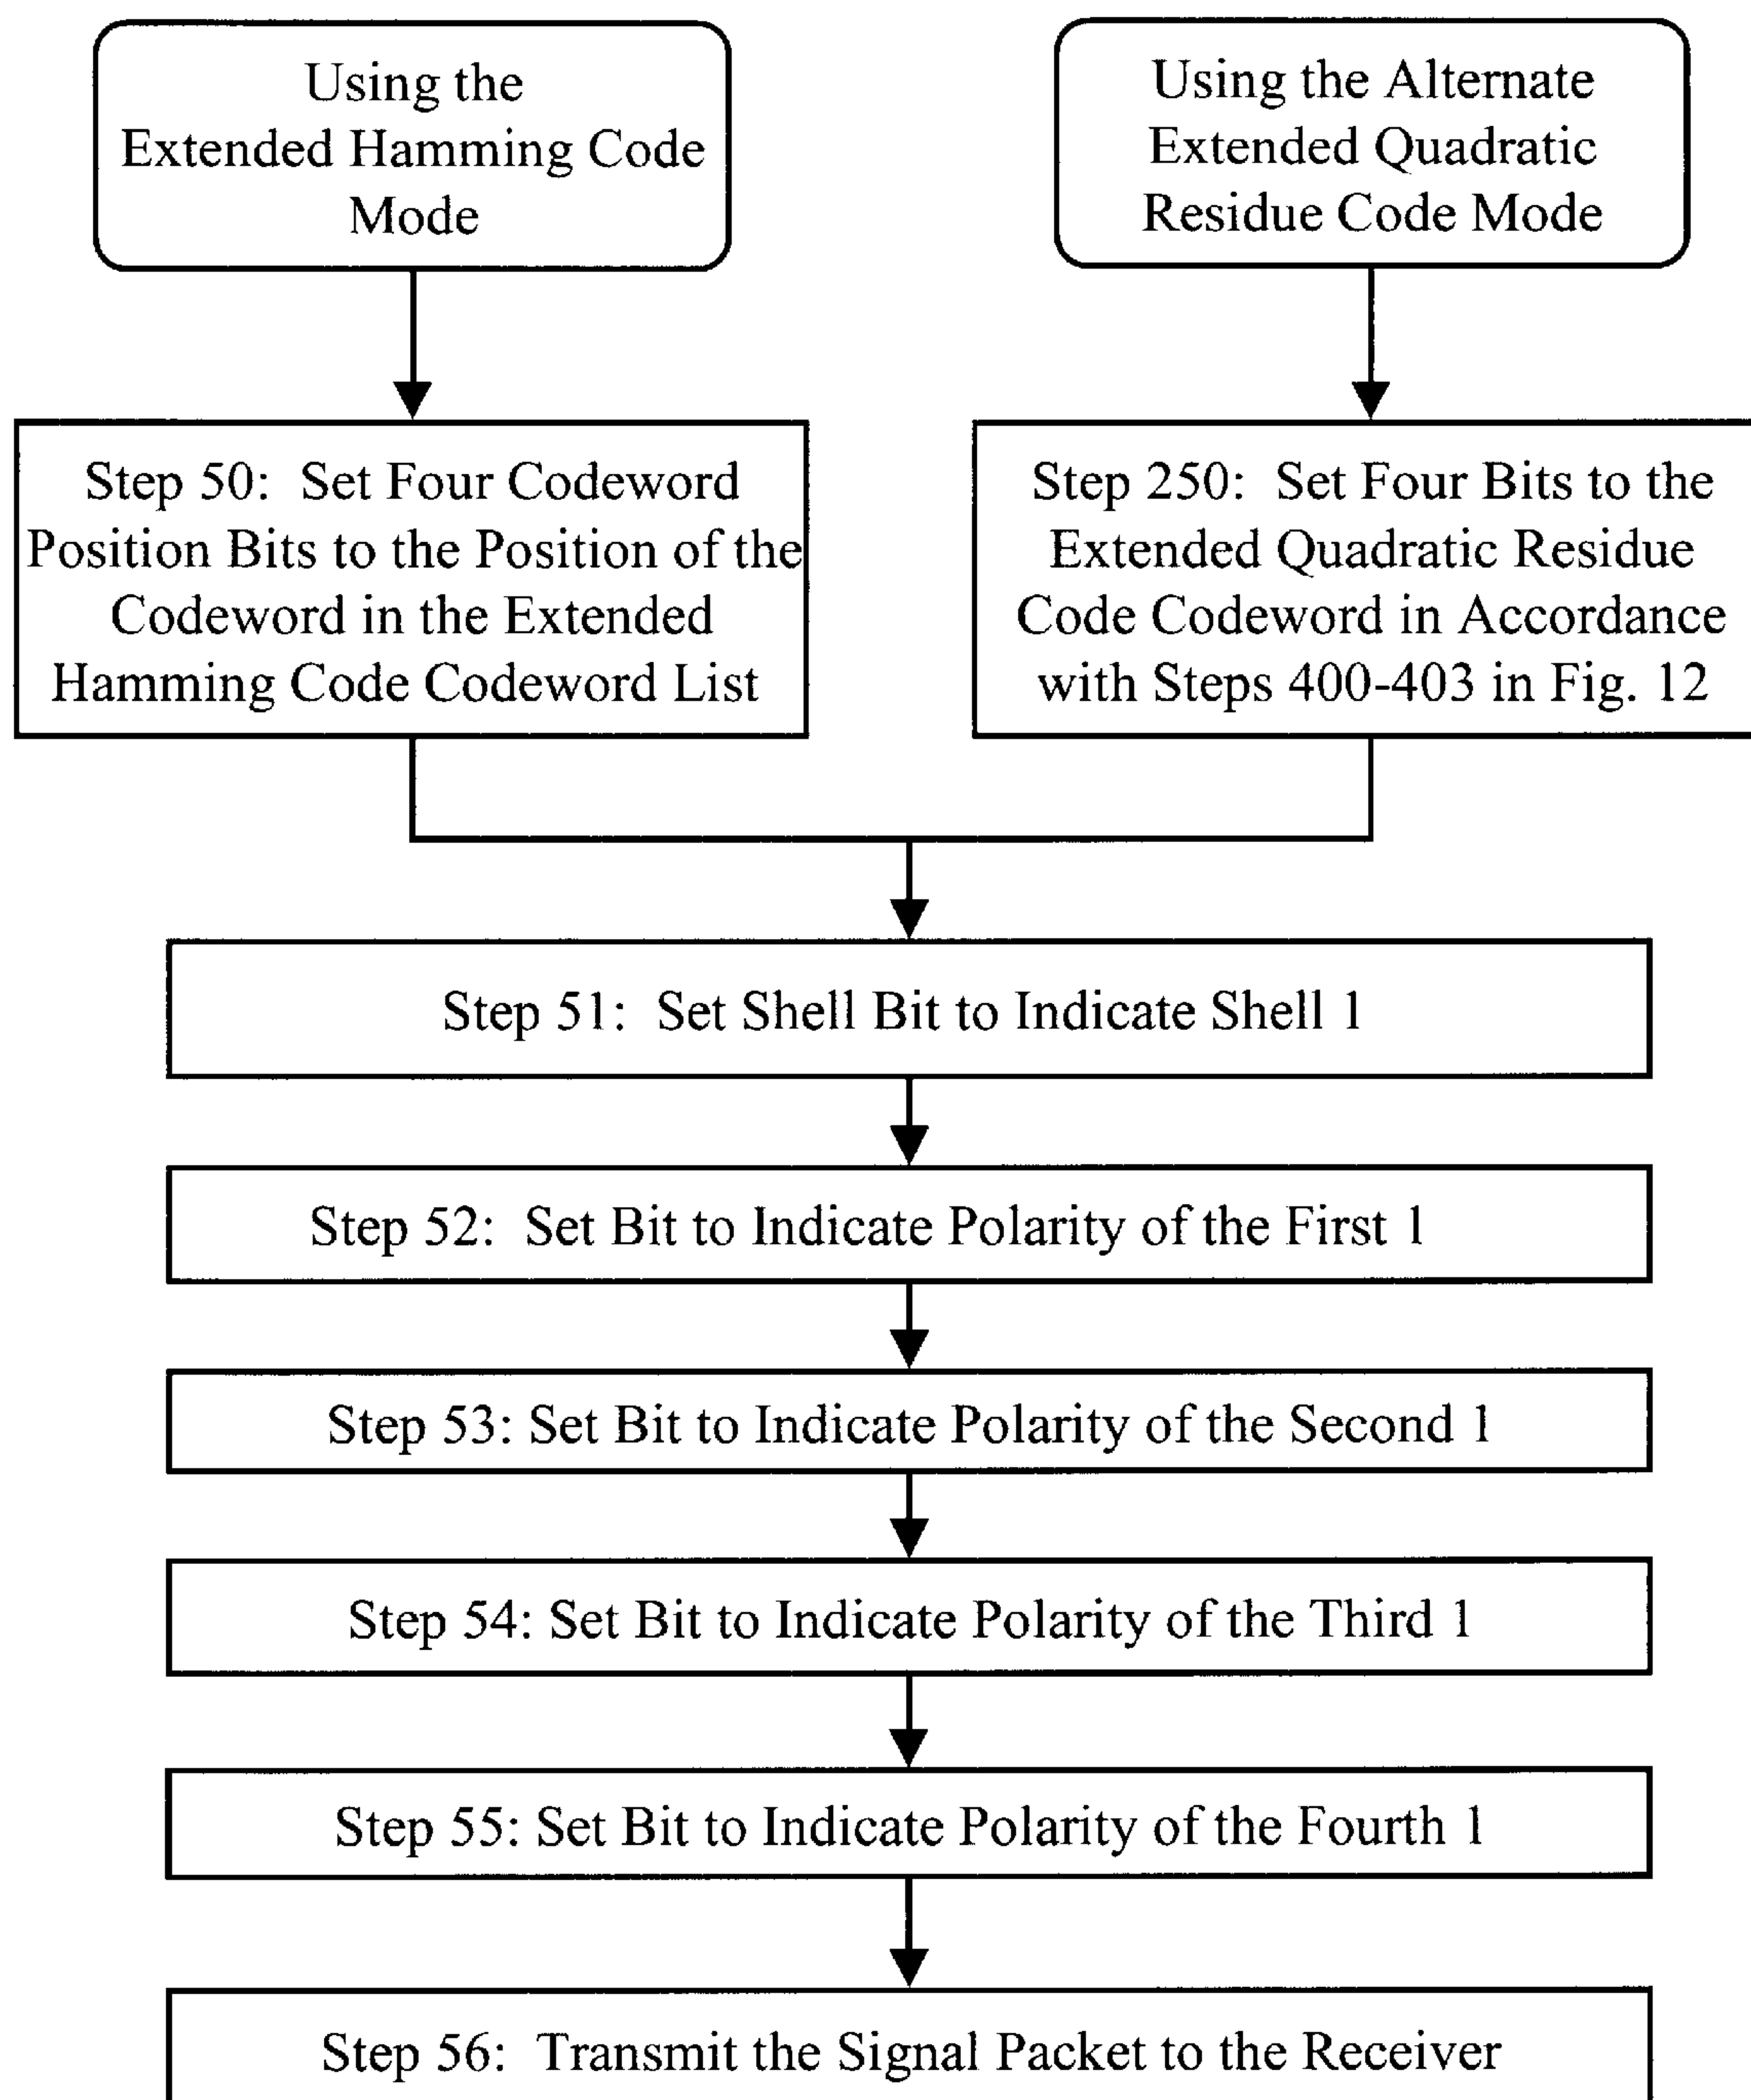 Using the
Extended Hamming Code
Mode
Using the Alternate
Extended Quadratic
Residue Code Mode
Step 50: Set Four Codeword
Position Bits to the Position of the
Codeword in the Extended
Hamming Code Codeword List
Step 250: Set Four Bits to the
Extended Quadratic Residue
Code Codeword in Accordance
with Steps 400-403 in Fig. 12
Step 51: Set Shell Bit to Indicate Shell 1
Step 52: Set Bit to Indicate Polarity of the First 1
Step 53: Set Bit to Indicate Polarity of the Second 1
Step 54: Set Bit to Indicate Polarity of the Third 1
Step 55: Set Bit to Indicate Polarity of the Fourth 1
Step 56: Transmit the Signal Packet to the Receiver